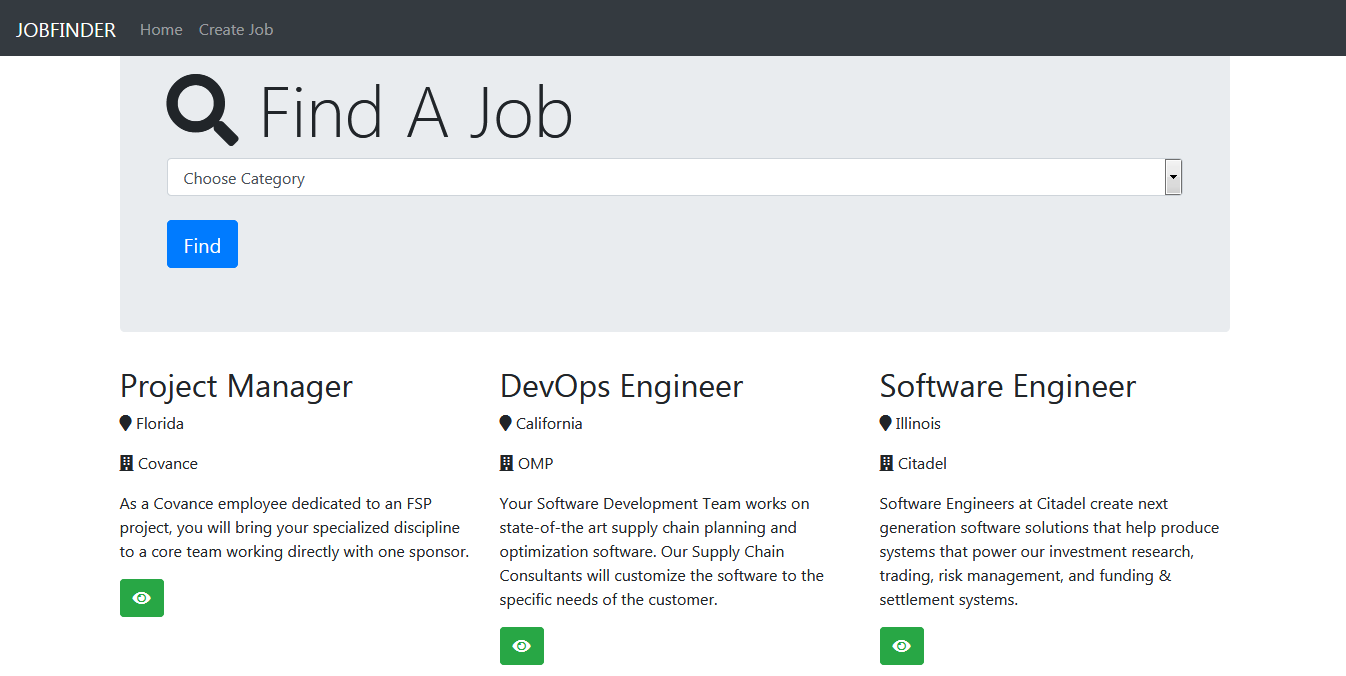 JOBFINDER Home Create Job
Find A Job
Choose Category
Find
Project Manager
Florida
Covance
As a Covance employee dedicated to an FSP
project, you will bring your specialized discipline
to a core team working directly with one sponsor.
DevOps Engineer
California
OMP
Your Software Development Team works on
state-of-the art supply chain planning and
optimization software. Our Supply Chain
Consultants will customize the software to the
specific needs of the customer.
Software Engineer
Illinois
Citadel
Software Engineers at Citadel create next
generation software solutions that help produce
systems that power our investment research,
trading, risk management, and funding &
settlement systems.